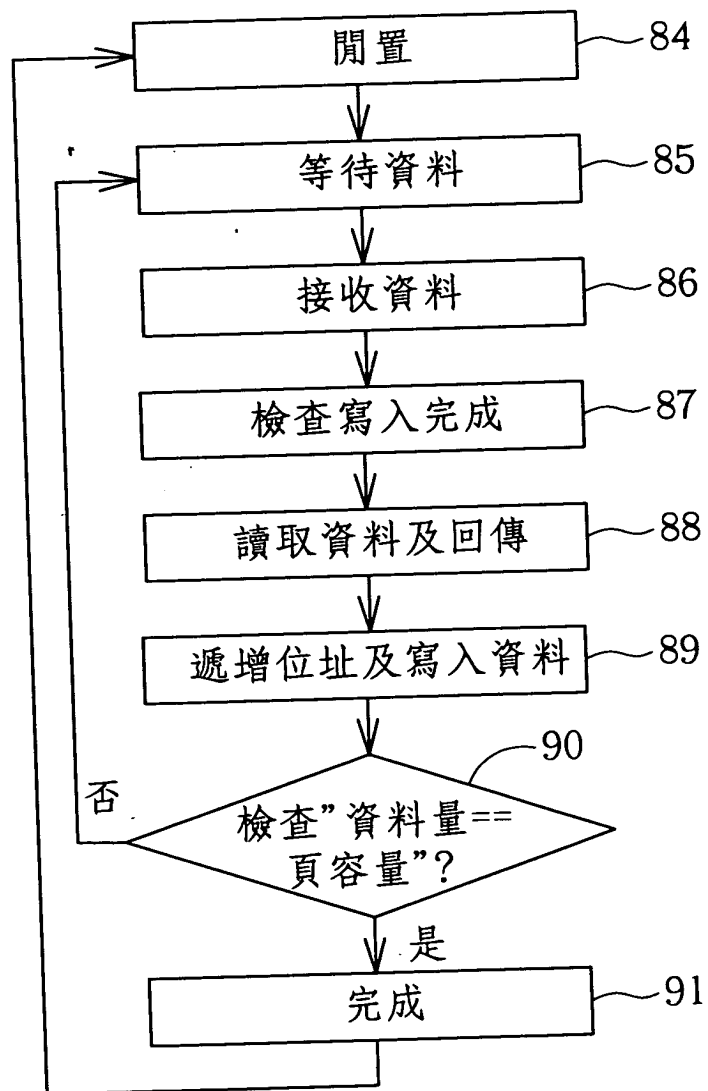 閒置
84
等待資料
85
接收資料
86
檢查寫入完成
87
讀取資料及回傳
88
遞增位址及寫入資料
89
90
否
檢查”資料量==
頁容量”?
是
完成
91